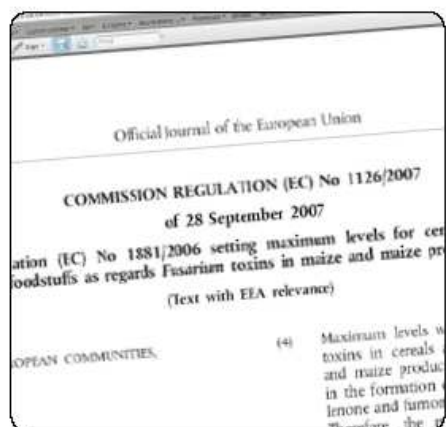 Official Journal of the European Union
COMMISSION REGULATION (EC) No 1126/2007
of 28 September 2007
ation (EC) No 1881/2006 setting maximum levels for cer
oodstuffs as regards Fusarium toxins in maize and maize pr
(Text with EEA relevance)
OPEAN COMMUNITIES,
(4) Maximum levels w
toxins in cereals a
and maize produc
in the formation
lenone and fumon
Therefore, the